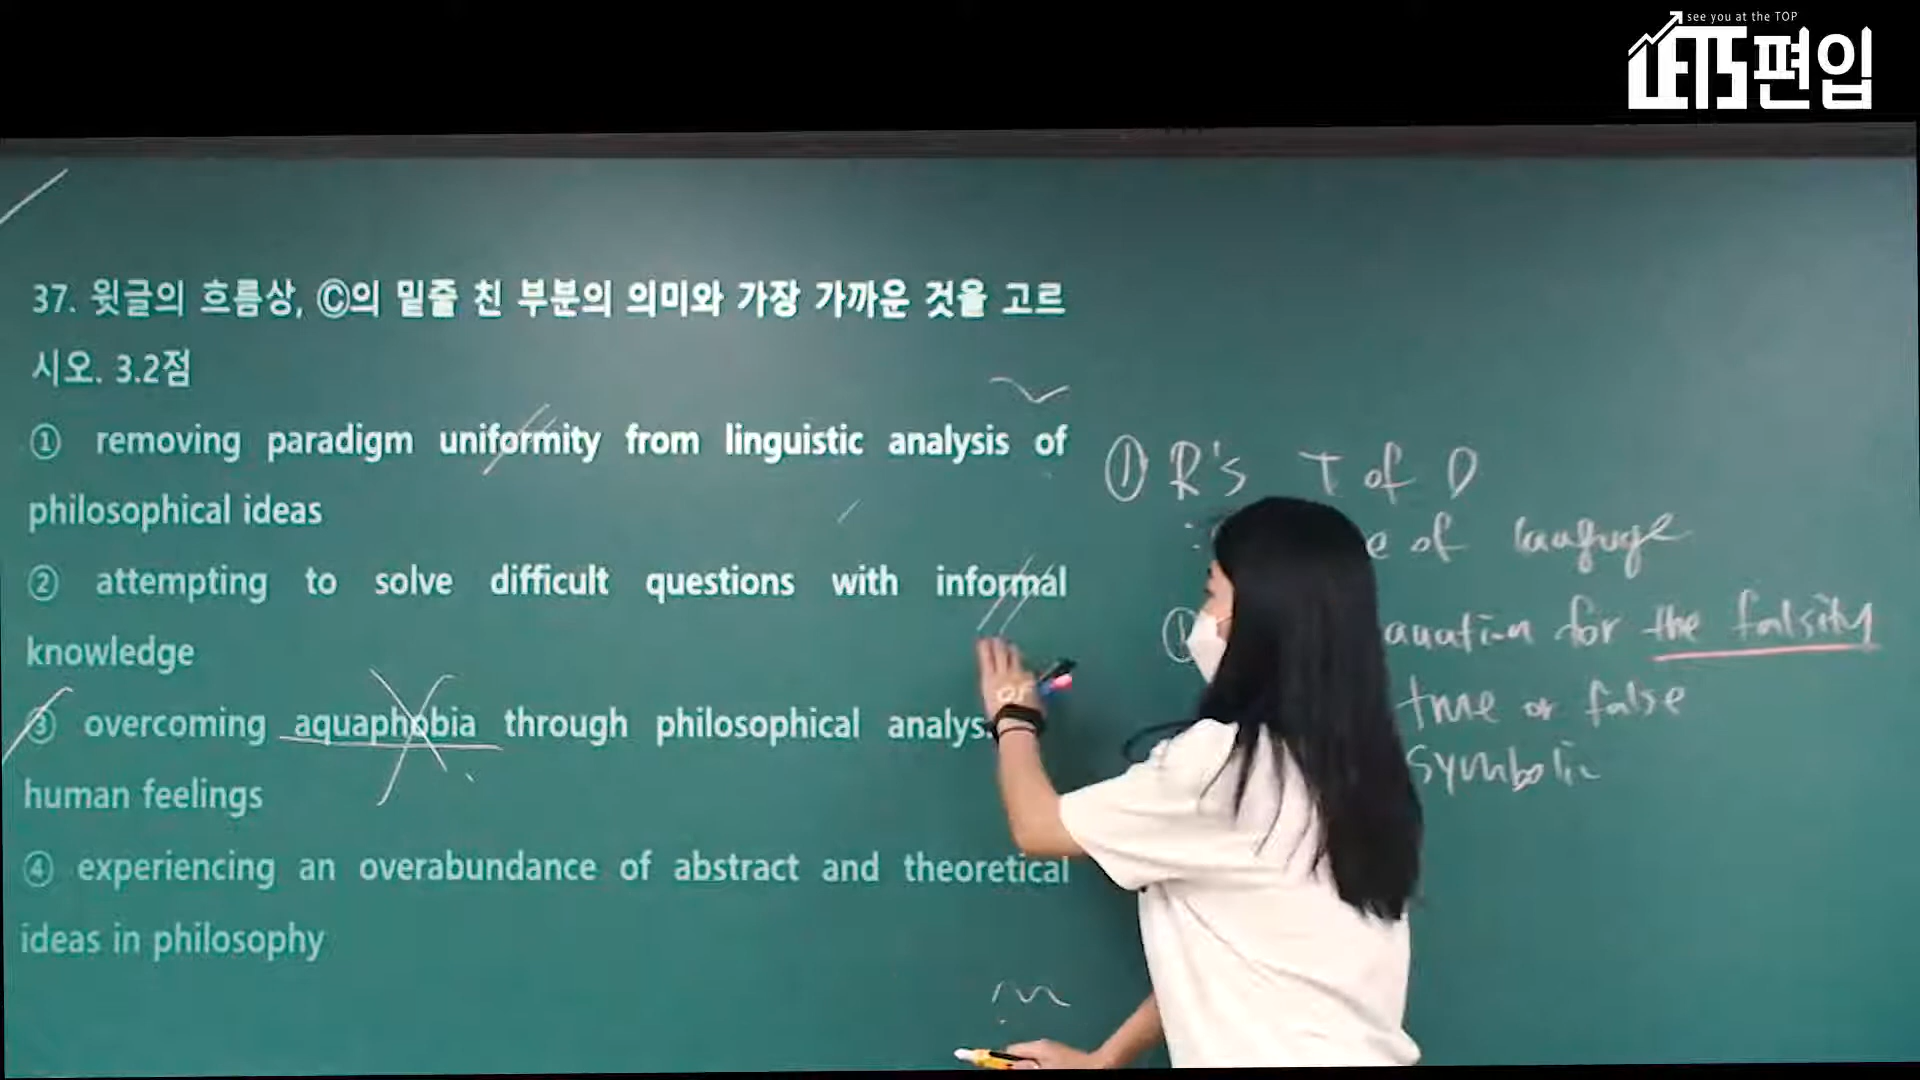 see you at the TOP
LETS편입
37. 윗글의 흐름상, ⓒ의 밑줄 친 부분의 의미와 가장 가까운 것을 고르
시오. 3.2점
① removing paradigm uniformity from linguistic analysis of
philosophical ideas
② attempting to solve difficult questions with informal
knowledge
③ overcoming aquaphobia through philosophical analys of
human feelings
④ experiencing an overabundance of abstract and theoretical
ideas in philosophy
① R's T of D
e of language
for the falsity
true or false
symbolic